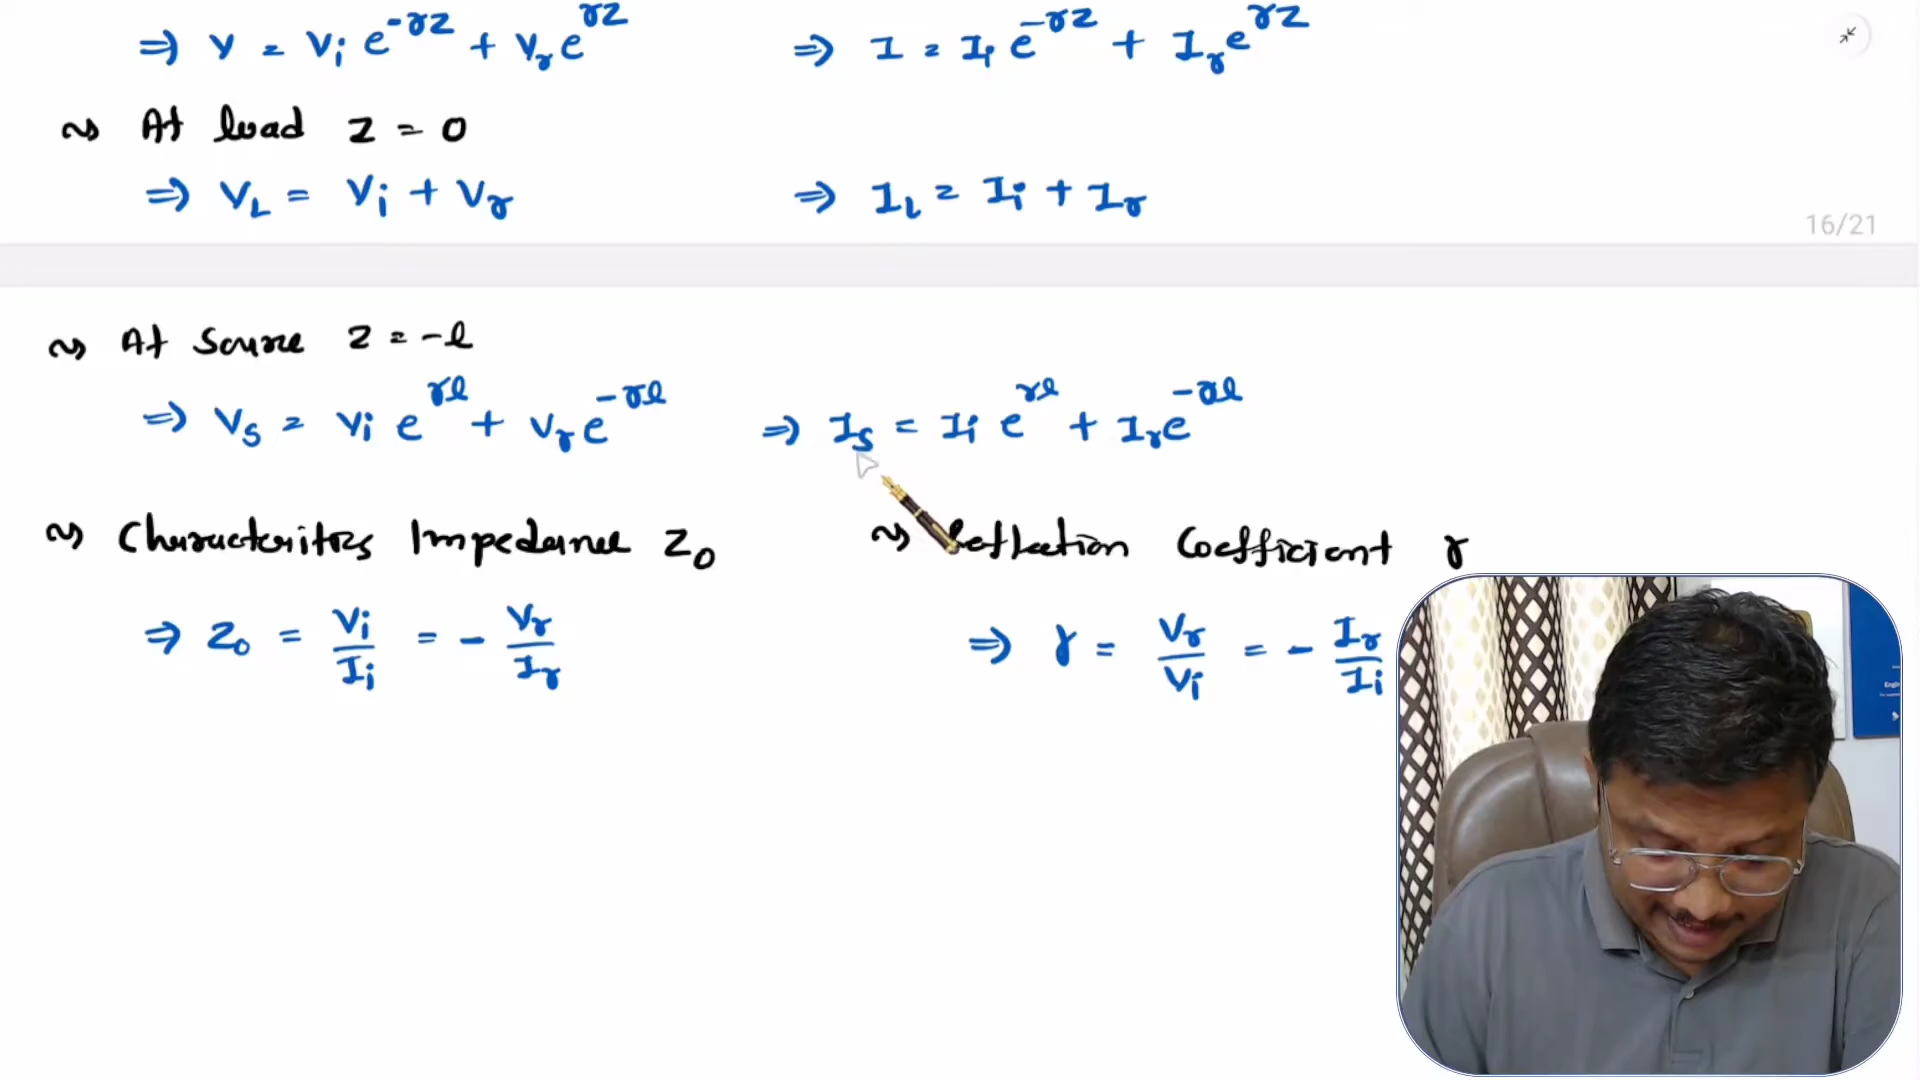 ⇒ V = Vi e^-γz + Vr e^γz ⇒ I = Ii e^-γz + Ir e^γz
~ At load z = 0
⇒ VL = Vi + Vr ⇒ IL = Ii + Ir
16/21
~ At Source z = -l
⇒ VS = Vi e^γl + Vr e^-γl ⇒ IS = Ii e^γl + Ir e^-γl
~ Characteristics Impedance Z0 ~ Reflection Coefficient γ
⇒ Z0 = Vi/Ii = - Vr/Ir ⇒ γ = Vr/Vi = - Ir/Ii